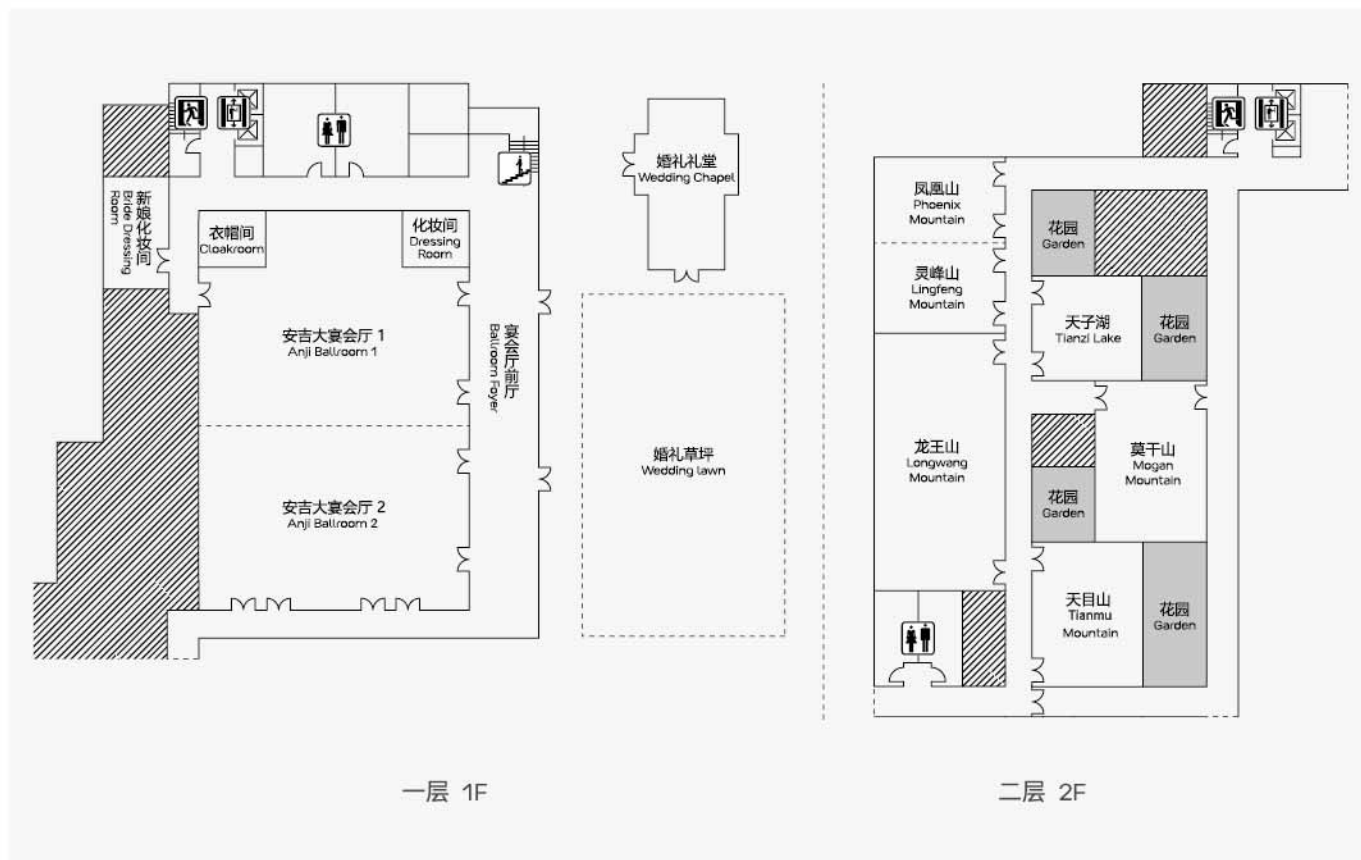 新娘化妆间
Bride Dressing
Room
衣帽间
Cloakroom
化妆间
Dressing
Room
安吉大宴会厅 1
Anji Ballroom 1
宴会厅前厅
Ballroom Foyer
安吉大宴会厅 2
Anji Ballroom 2
婚礼礼堂
Wedding Chapel
婚礼草坪
Wedding lawn
一层 1F
凤凰山
Phoenix
Mountain
灵峰山
Lingfeng
Mountain
龙王山
Longwang
Mountain
花园
Garden
天子湖
Tianzi Lake
花园
Garden
莫干山
Mogan
Mountain
花园
Garden
天目山
Tianmu
Mountain
花园
Garden
二层 2F